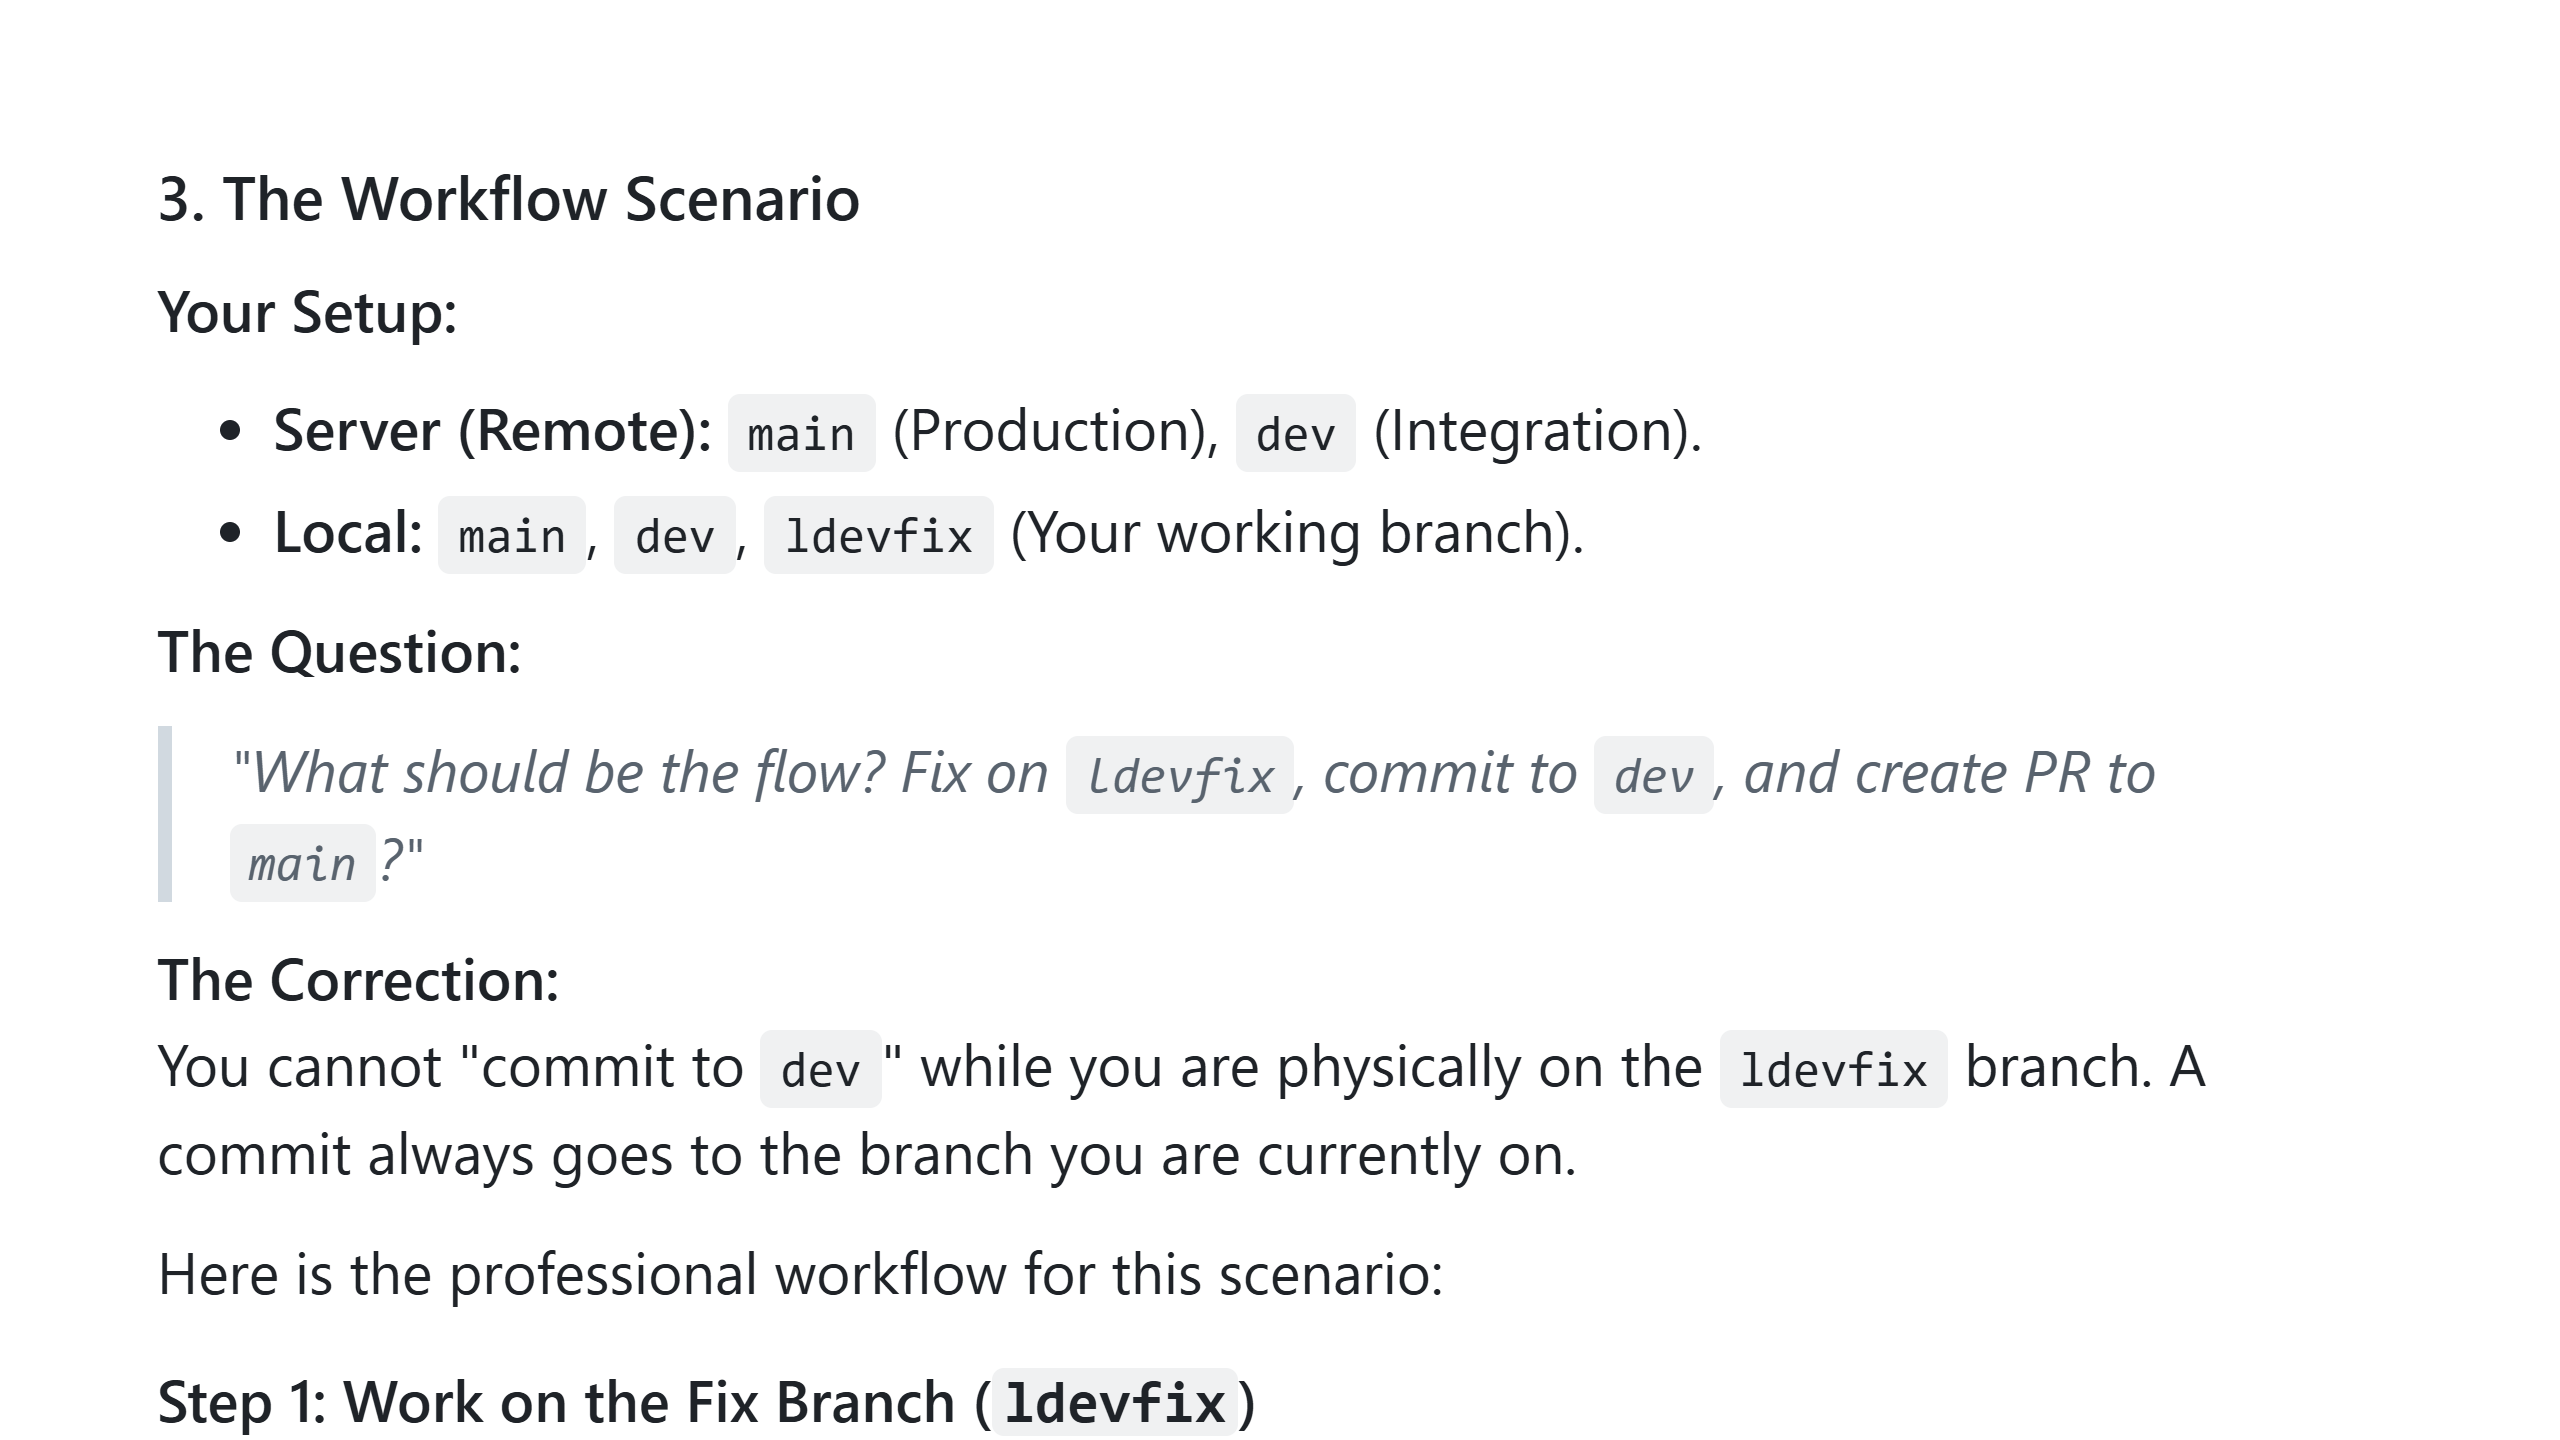 3. The Workflow Scenario
Your Setup:
Server (Remote): main (Production), dev (Integration).
Local: main, dev, ldevfix (Your working branch).
The Question:
"What should be the flow? Fix on ldevfix, commit to dev, and create PR to
main?"
The Correction:
You cannot "commit to dev" while you are physically on the ldevfix branch. A
commit always goes to the branch you are currently on.
Here is the professional workflow for this scenario:
Step 1: Work on the Fix Branch (ldevfix)